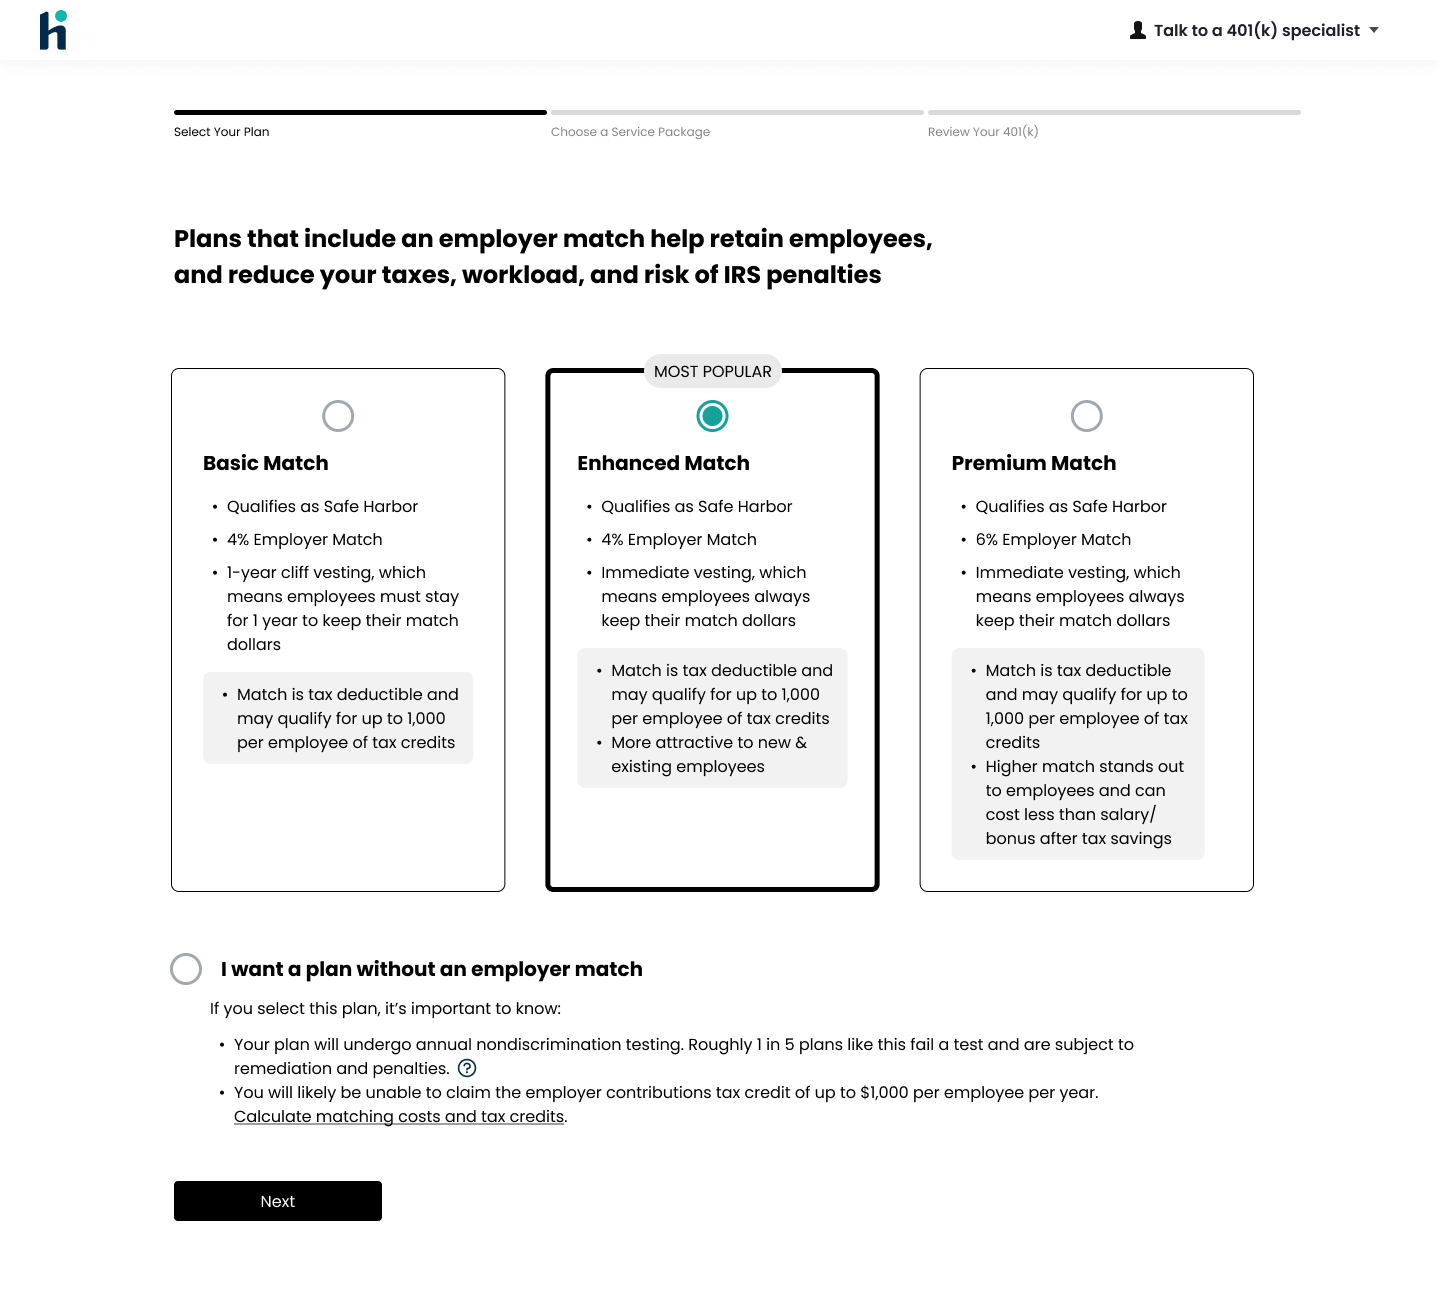 hi
Talk to a 401(k) specialist
Select Your Plan
Choose a Service Package
Review Your 401(k)
Plans that include an employer match help retain employees,
and reduce your taxes, workload, and risk of IRS penalties
Basic Match
• Qualifies as Safe Harbor
• 4% Employer Match
• 1-year cliff vesting, which
means employees must stay
for 1 year to keep their match
dollars
• Match is tax deductible and
may qualify for up to 1,000
per employee of tax credits
MOST POPULAR
Enhanced Match
• Qualifies as Safe Harbor
• 4% Employer Match
• Immediate vesting, which
means employees always
keep their match dollars
• Match is tax deductible and
may qualify for up to 1,000
per employee of tax credits
• More attractive to new &
existing employees
Premium Match
• Qualifies as Safe Harbor
• 6% Employer Match
• Immediate vesting, which
means employees always
keep their match dollars
• Match is tax deductible
and may qualify for up to
1,000 per employee of tax
credits
• Higher match stands out
to employees and can
cost less than salary/
bonus after tax savings
I want a plan without an employer match
If you select this plan, it’s important to know:
• Your plan will undergo annual nondiscrimination testing. Roughly 1 in 5 plans like this fail a test and are subject to
remediation and penalties. ?
• You will likely be unable to claim the employer contributions tax credit of up to $1,000 per employee per year.
Calculate matching costs and tax credits.
Next